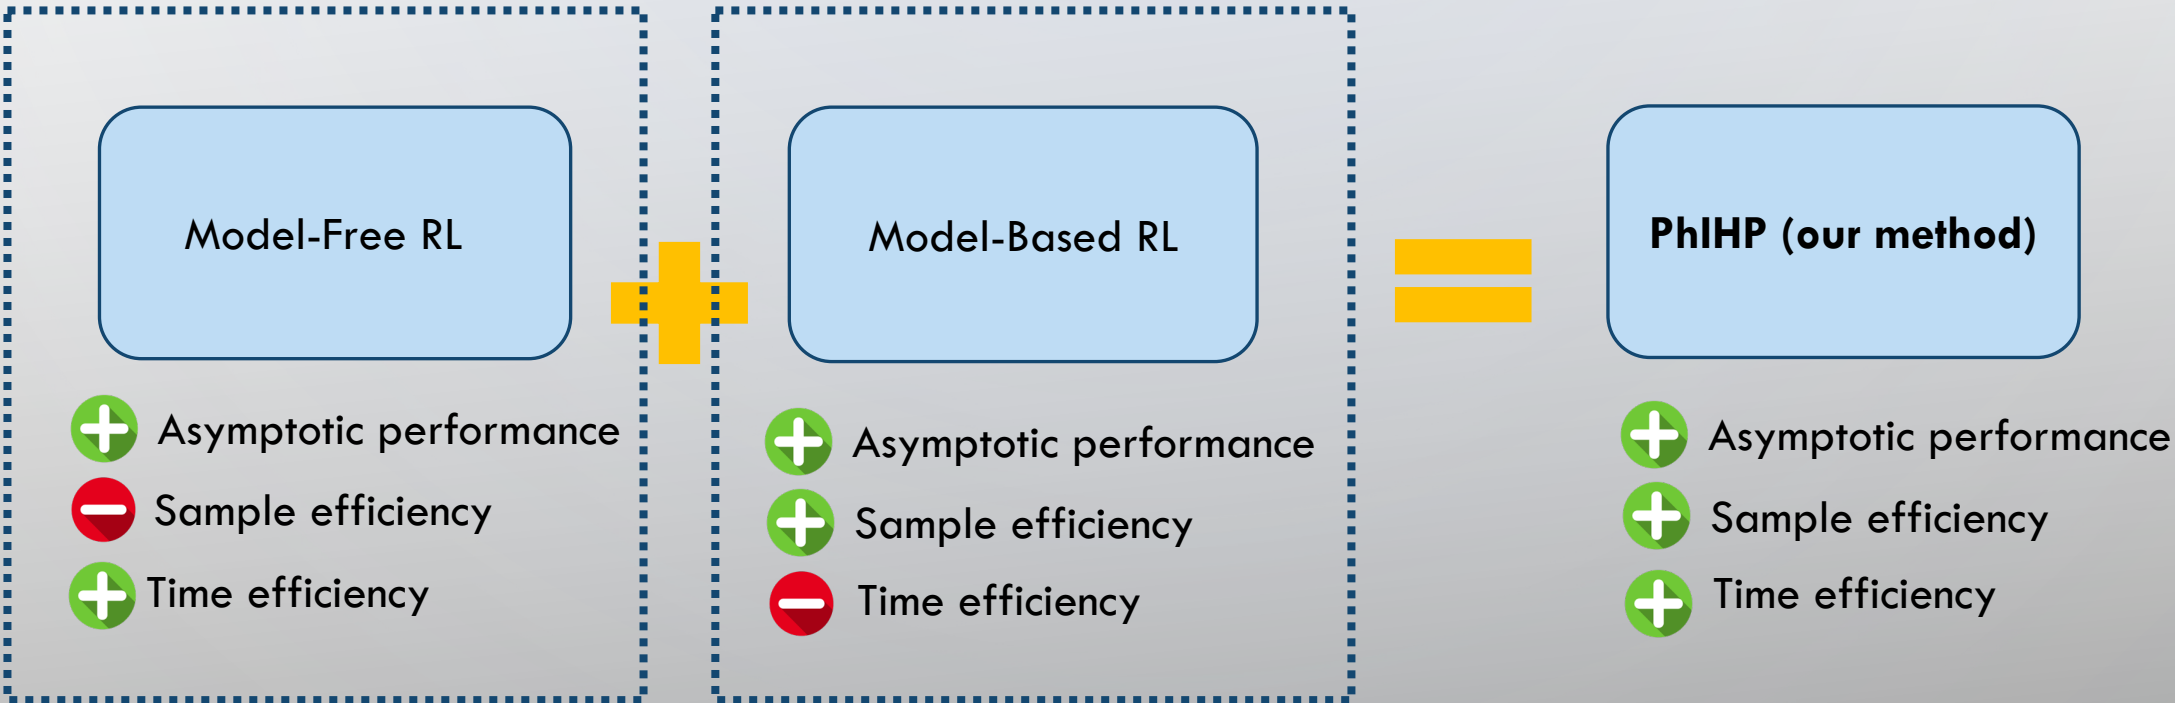 Model-Free RL
Asymptotic performance
Sample efficiency
Time efficiency
Model-Based RL
Asymptotic performance
Sample efficiency
Time efficiency
PhIHP (our method)
Asymptotic performance
Sample efficiency
Time efficiency